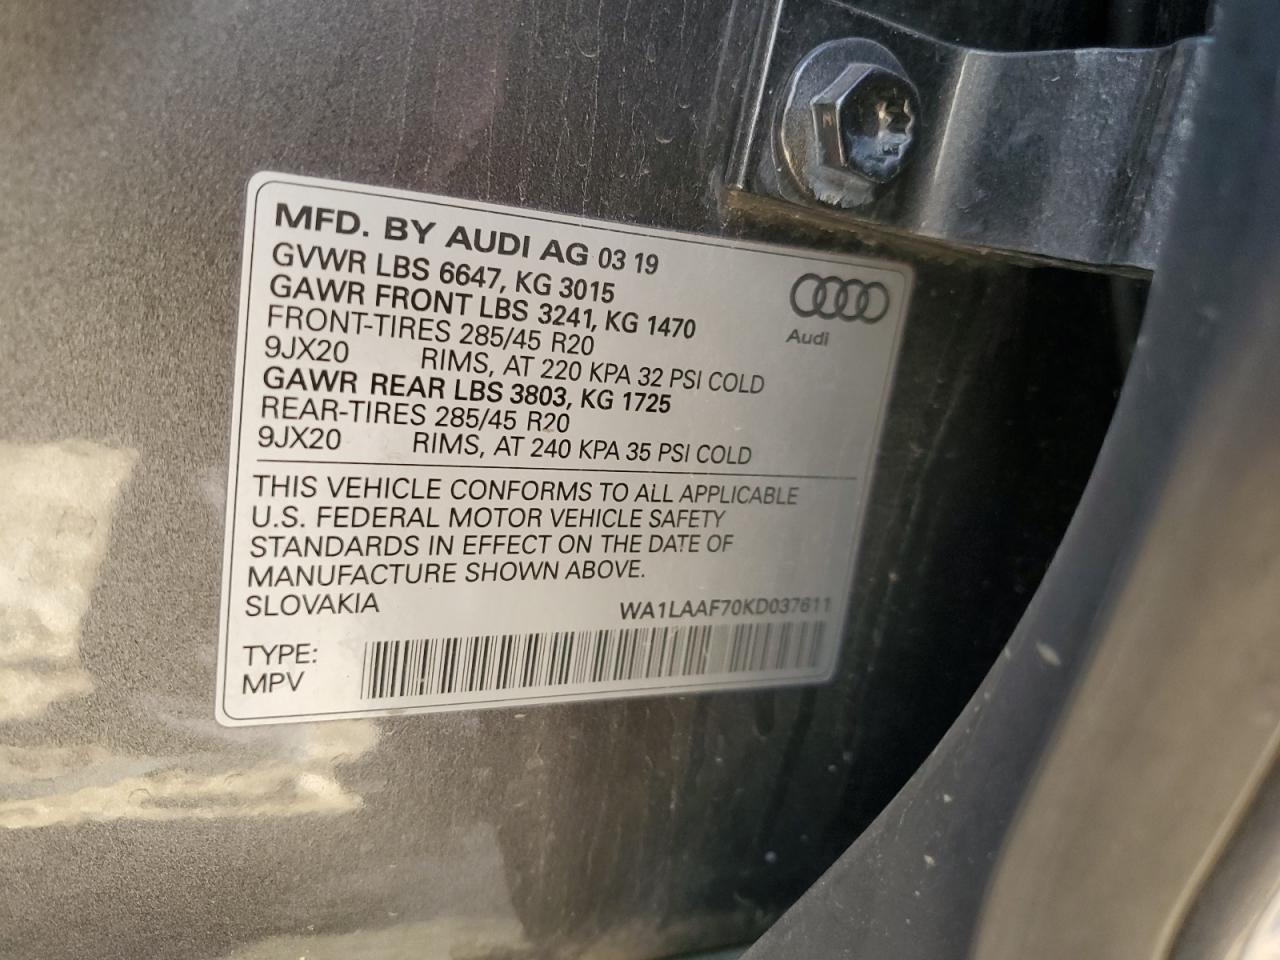 MFD. BY AUDI AG 03 19
GVWR LBS 6647, KG 3015
GAWR FRONT LBS 3241, KG 1470
FRONT-TIRES 285/45 R20
9JX20 RIMS, AT 220 KPA 32 PSI COLD
GAWR REAR LBS 3803, KG 1725
REAR-TIRES 285/45 R20
9JX20 RIMS, AT 240 KPA 35 PSI COLD
Audi
THIS VEHICLE CONFORMS TO ALL APPLICABLE
U.S. FEDERAL MOTOR VEHICLE SAFETY
STANDARDS IN EFFECT ON THE DATE OF
MANUFACTURE SHOWN ABOVE.
SLOVAKIA WA1LAAF70KD037611
TYPE:
MPV